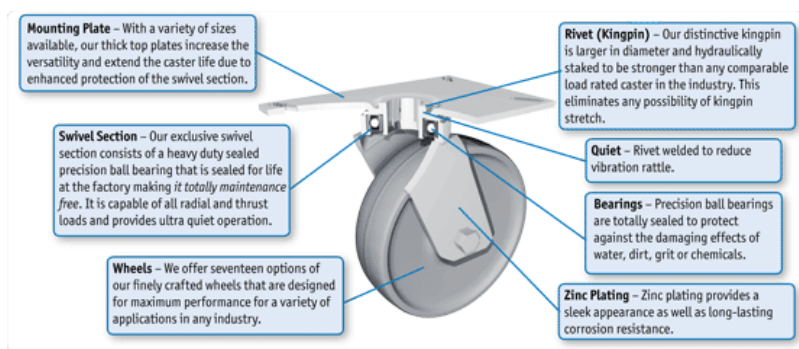 Mounting Plate – With a variety of sizes
available, our thick top plates increase the
versatility and extend the caster life due to
enhanced protection of the swivel section.
Swivel Section – Our exclusive swivel
section consists of a heavy duty sealed
precision ball bearing that is sealed for life
at the factory making it totally maintenance
free. It is capable of all radial and thrust
loads and provides ultra quiet operation.
Wheels – We offer seventeen options of
our finely crafted wheels that are designed
for maximum performance for a variety of
applications in any industry.
Rivet (Kingpin) – Our distinctive kingpin
is larger in diameter and hydraulically
staked to be stronger than any comparable
load rated caster in the industry. This
eliminates any possibility of kingpin
stretch.
Quiet – Rivet welded to reduce
vibration rattle.
Bearings – Precision ball bearings
are totally sealed to protect
against the damaging effects of
water, dirt, grit or chemicals.
Zinc Plating – Zinc plating provides a
sleek appearance as well as long-lasting
corrosion resistance.